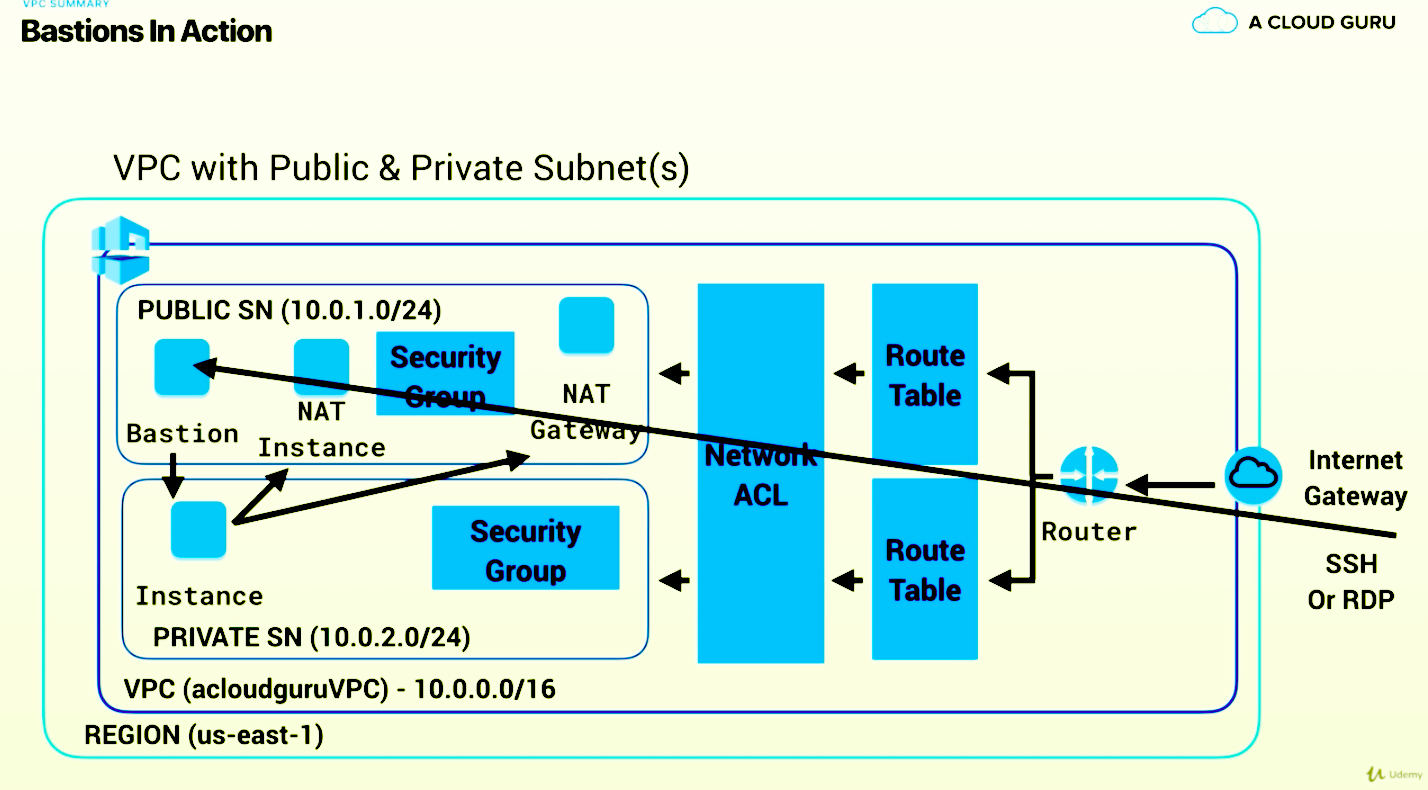 VPC SUMMARY
Bastions In Action
A CLOUD GURU
VPC with Public & Private Subnet(s)
PUBLIC SN (10.0.1.0/24)
Bastion
NAT
Instance
Security
Group
NAT
Gateway
Instance
Security
Group
PRIVATE SN (10.0.2.0/24)
Network
ACL
Route
Table
Route
Table
Router
Internet
Gateway
SSH
Or RDP
VPC (acloudguruVPC) - 10.0.0.0/16
REGION (us-east-1)
Udemy